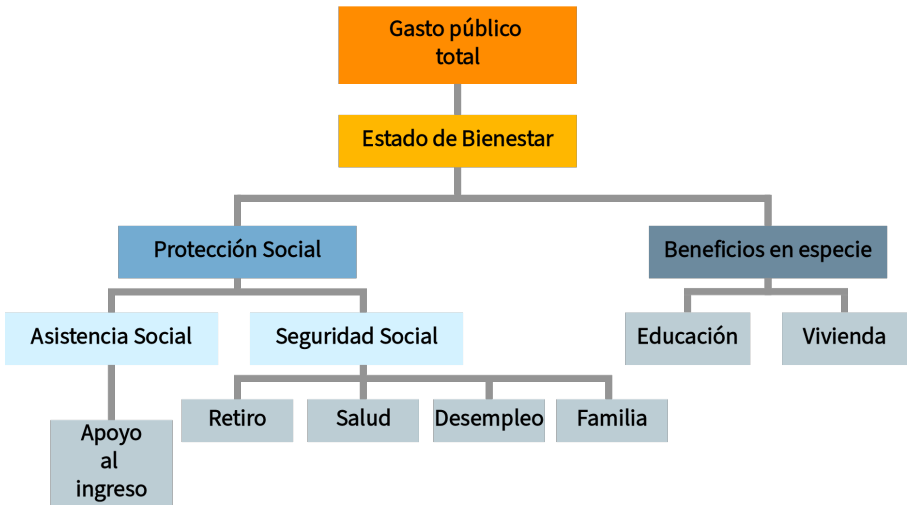 Gasto público
total
Estado de Bienestar
Protección Social
Beneficios en especie
Asistencia Social
Seguridad Social
Educación
Vivienda
Retiro
Salud
Desempleo
Familia
Apoyo
al
ingreso